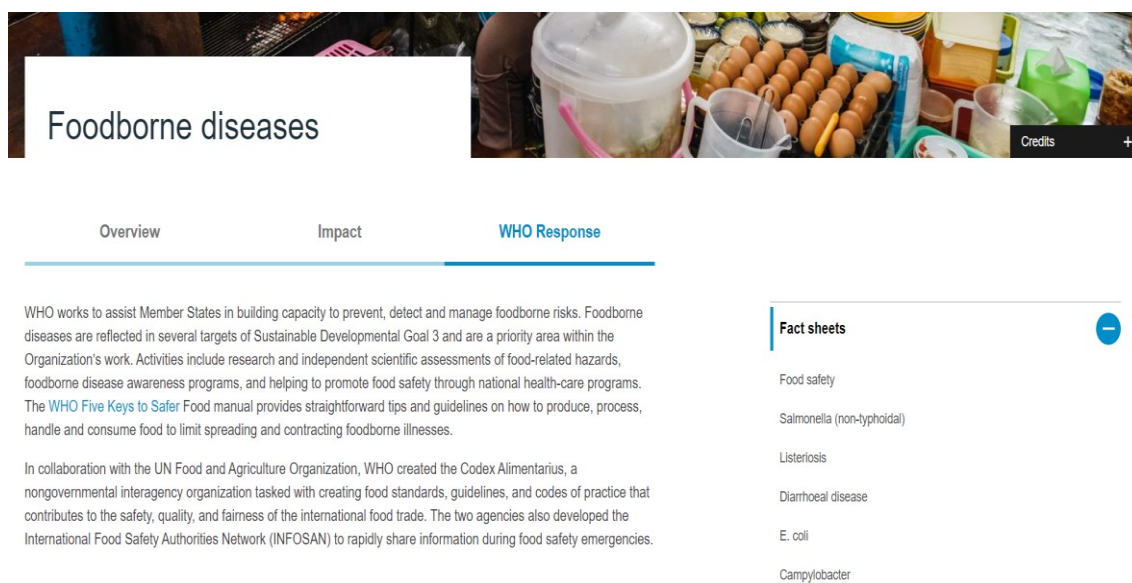 Foodborne diseases
Credits +
Overview Impact WHO Response
WHO works to assist Member States in building capacity to prevent, detect and manage foodborne risks. Foodborne
diseases are reflected in several targets of Sustainable Developmental Goal 3 and are a priority area within the
Organization's work. Activities include research and independent scientific assessments of food-related hazards,
foodborne disease awareness programs, and helping to promote food safety through national health-care programs.
The WHO Five Keys to Safer Food manual provides straightforward tips and guidelines on how to produce, process,
handle and consume food to limit spreading and contracting foodborne illnesses.
In collaboration with the UN Food and Agriculture Organization, WHO created the Codex Alimentarius, a
nongovernmental interagency organization tasked with creating food standards, guidelines, and codes of practice that
contributes to the safety, quality, and fairness of the international food trade. The two agencies also developed the
International Food Safety Authorities Network (INFOSAN) to rapidly share information during food safety emergencies.
Fact sheets
Food safety
Salmonella (non-typhoidal)
Listeriosis
Diarrhoeal disease
E. coli
Campylobacter